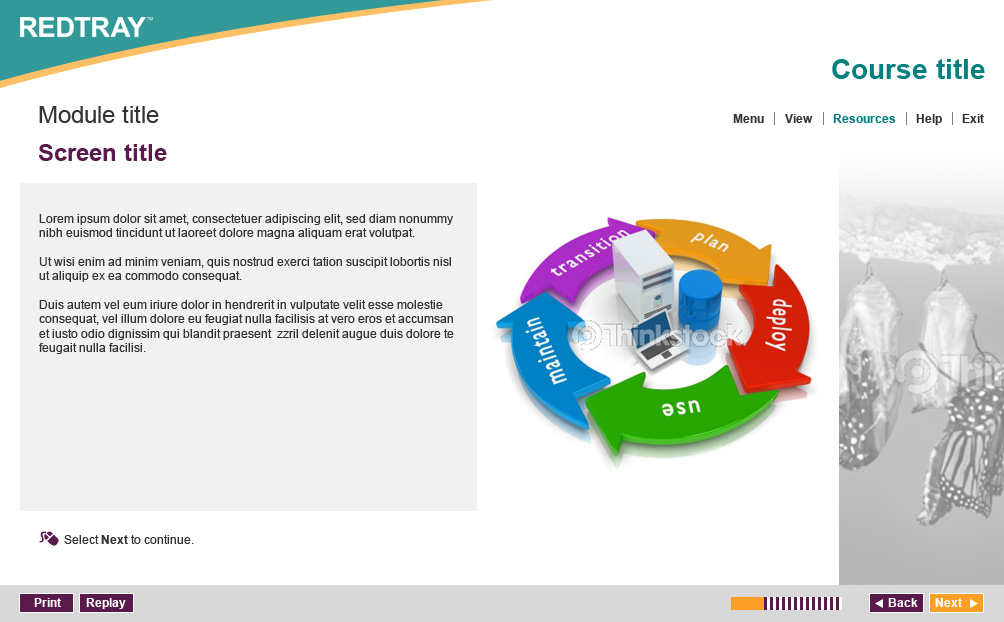 REDTRAY™
Course title
Module title
Menu | View | Resources | Help | Exit
Screen title
Lorem ipsum dolor sit amet, consectetuer adipiscing elit, sed diam nonummy
nibh euismod tincidunt ut laoreet dolore magna aliquam erat volutpat.
Ut wisi enim ad minim veniam, quis nostrud exerci tation suscipit lobortis nisl
ut aliquip ex ea commodo consequat.
Duis autem vel eum iriure dolor in hendrerit in vulputate velit esse molestie
consequat, vel illum dolore eu feugiat nulla facilisis at vero eros et accumsan
et iusto odio dignissim qui blandit praesent zzril delenit augue duis dolore te
feugait nulla facilisi.
transition
plan
deploy
use
maintain
Thinkstock
Thin
Select Next to continue.
Print
Replay
Back
Next